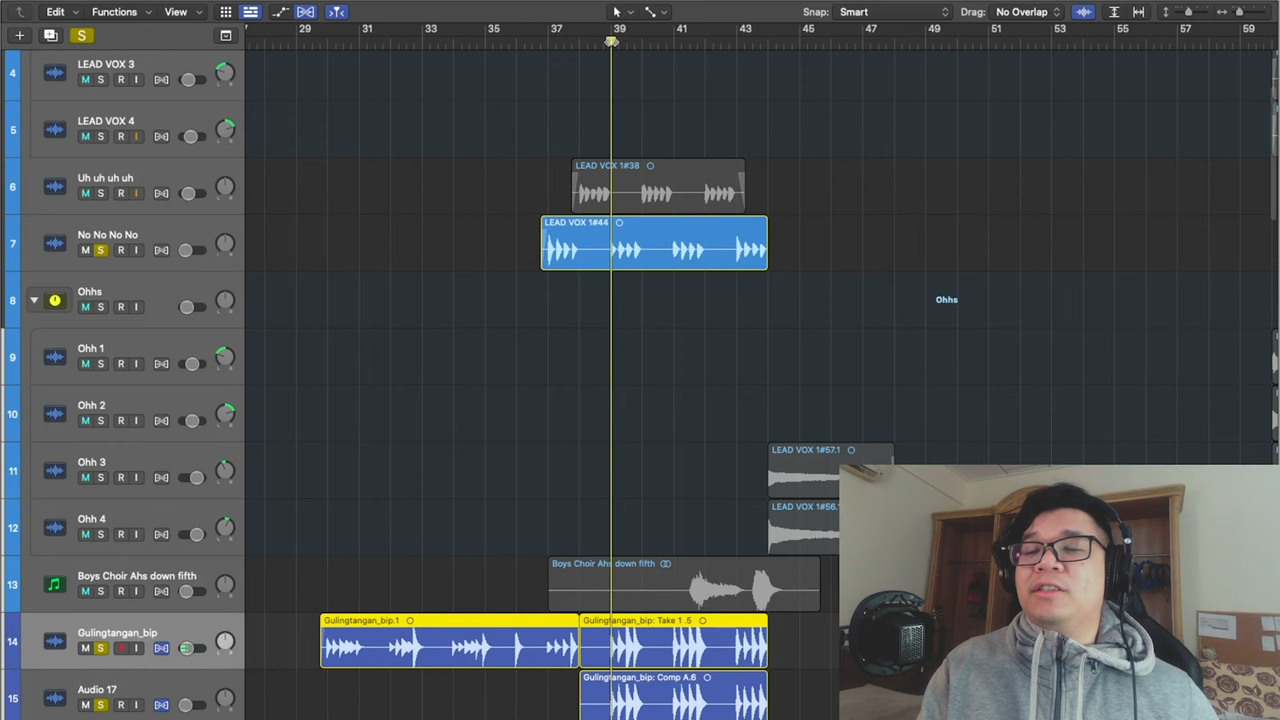 Edit Functions View Snap: Smart Drag: No Overlap
S 29 31 33 35 37 39 41 43 45 47 49 51 53 55 57 59
4 LEAD VOX 3
M S R I
5 LEAD VOX 4
M S R I
6 Uh uh uh uh LEAD VOX 1#38
M S R I
7 No No No No LEAD VOX 1#44
M S R I
8 Ohhs Ohhs
M S R I
9 Ohh 1
M S R I
10 Ohh 2
M S R I
11 Ohh 3 LEAD VOX 1#57.1
M S R I
12 Ohh 4 LEAD VOX 1#56.
M S R I
13 Boys Choir Ahs down fifth Boys Choir Ahs down fifth
M S R I
14 Gulingtangan_bip Gulingtangan_bip.1 Gulingtangan_bip: Take 1 .5
M S R I
15 Audio 17 Gulingtangan_bip: Comp A.6
M S R I